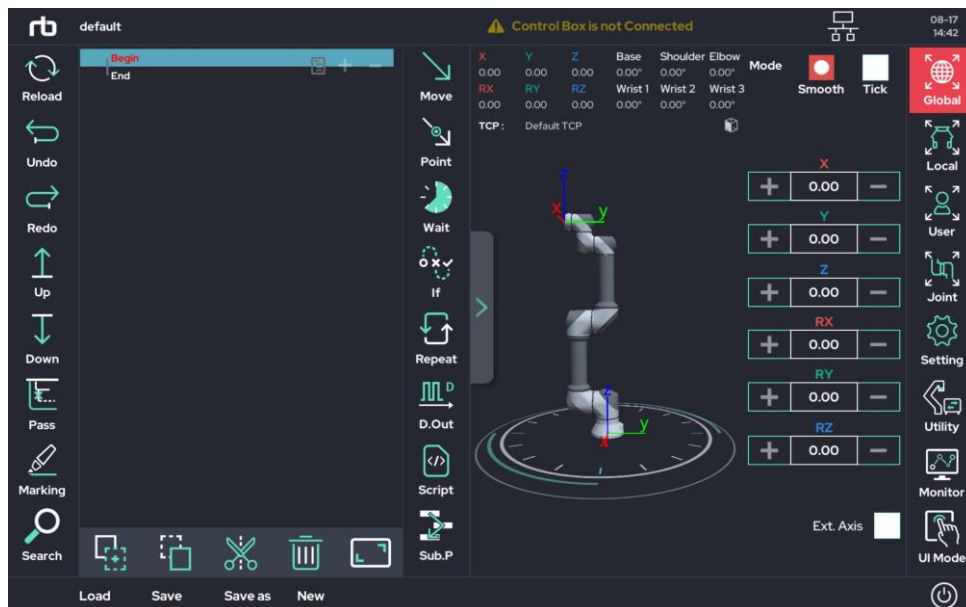 rb
default
Control Box is not Connected
08-17
14:42
Reload
Undo
Redo
Up
Down
Pass
Marking
Search
Begin
End
Move
Point
Wait
If
Repeat
D
D.Out
Script
Sub.P
X Y Z Base Shoulder Elbow
0.00 0.00 0.00 0.00° 0.00° 0.00°
RX RY RZ Wrist 1 Wrist 2 Wrist 3
0.00 0.00 0.00 0.00° 0.00° 0.00°
TCP : Default TCP
Mode
Smooth Tick
z
x y
z
y
x
X
0.00
Y
0.00
Z
0.00
RX
0.00
RY
0.00
RZ
0.00
Ext. Axis
Global
Local
User
Joint
Setting
Utility
Monitor
UI Mode
Load Save Save as New